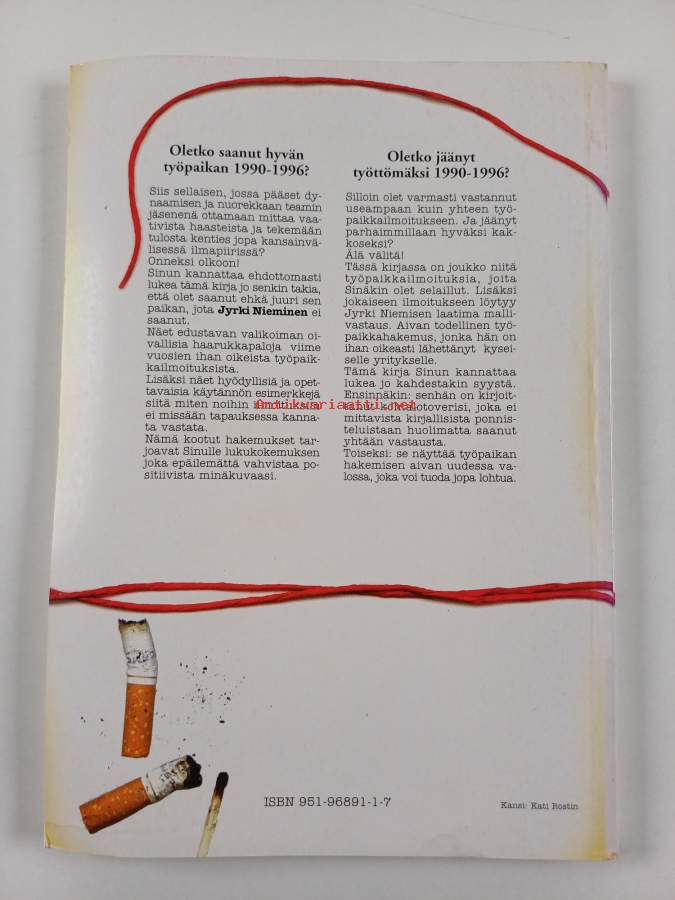 Oletko saanut hyvän
työpaikan 1990-1996?
Siis sellaisen, jossa pääset dy-
naamisen ja nuorekkaan teamin
jäsenenä ottamaan mittaa vaa-
tivista haasteista ja tekemään
tulosta kenties jopa kansainvä-
lisessä ilmapiirissä?
Onneksi olkoon!
Sinun kannattaa ehdottomasti
lukea tämä kirja jo senkin takia,
että olet saanut ehkä juuri sen
paikan, jota Jyrki Nieminen ei
saanut.
Näet edustavan valikoiman oi-
vallisia haarukkapaloja viime
vuosien ihan oikeista työpaik-
kailmoituksista.
Lisäksi näet hyödyllisiä ja opet-
tavaisia käytännön esimerkkejä
siitä miten noihin ilmoituksiin
ei missään tapauksessa kanna-
ta vastata.
Nämä kootut hakemukset tar-
joavat Sinulle lukukokemuksen
joka epäilemättä vahvistaa po-
sitiivista minäkuvaasi.
Oletko jäänyt
työttömäksi 1990-1996?
Silloin olet varmasti vastannut
useampaan kuin yhteen työ-
paikkailmoitukseen. Ja jäänyt
parhaimmillaan hyväksi kak-
koseksi?
Älä välitä!
Tässä kirjassa on joukko niitä
työpaikkailmoituksia, joita
Sinäkin olet selaillut. Lisäksi
jokaiseen ilmoitukseen löytyy
Jyrki Niemisen laatima malli-
vastaus. Aivan todellinen työ-
paikkahakemus, jonka hän on
ihan oikeasti lähettänyt kysei-
selle yritykselle.
Tämä kirja Sinun kannattaa
lukea jo kahdestakin syystä.
Ensinnäkin: senhän on kirjoit-
tanut kohtalotoverisi, joka ei
mittavista kirjallisista ponnis-
teluistaan huolimatta saanut
yhtään vastausta.
Toiseksi: se näyttää työpaikan
hakemisen aivan uudessa va-
lossa, joka voi tuoda jopa lohtua.
Antikvariaatti.net
ISBN 951-96891-1-7
Kansi: Kati Rostin